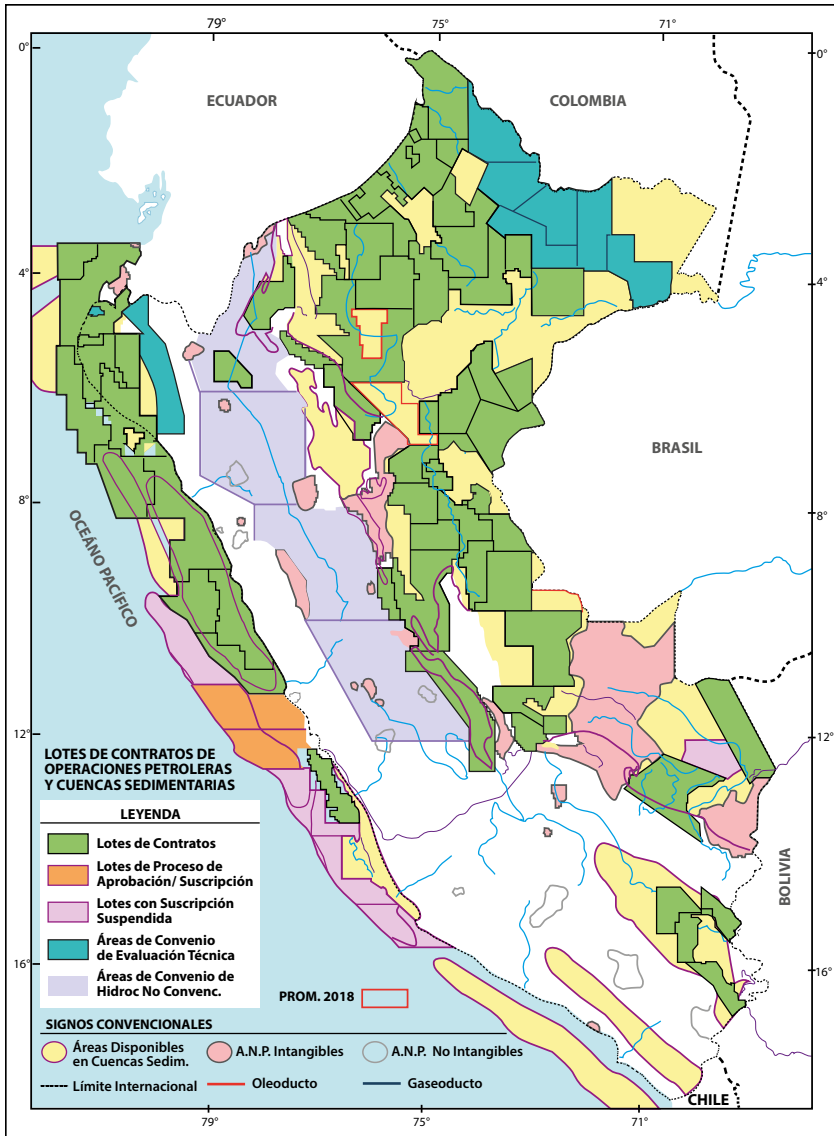 79° 75° 71°
0° 0°
ECUADOR COLOMBIA
4° 4°
BRASIL
8° 8°
OCEÁNO PACÍFICO
12° 12°
LOTES DE CONTRATOS DE
OPERACIONES PETROLERAS
Y CUENCAS SEDIMENTARIAS
LEYENDA
Lotes de Contratos
Lotes de Proceso de
Aprobación/ Suscripción
Lotes con Suscripción
Suspendida
Áreas de Convenio
de Evaluación Técnica
Áreas de Convenio de
Hidroc No Convenc.
BOLIVIA
16° 16°
PROM. 2018
SIGNOS CONVENCIONALES
Áreas Disponibles
en Cuencas Sedim.
A.N.P. Intangibles
A.N.P. No Intangibles
Límite Internacional
Oleoducto
Gaseoducto
CHILE
79° 75° 71°